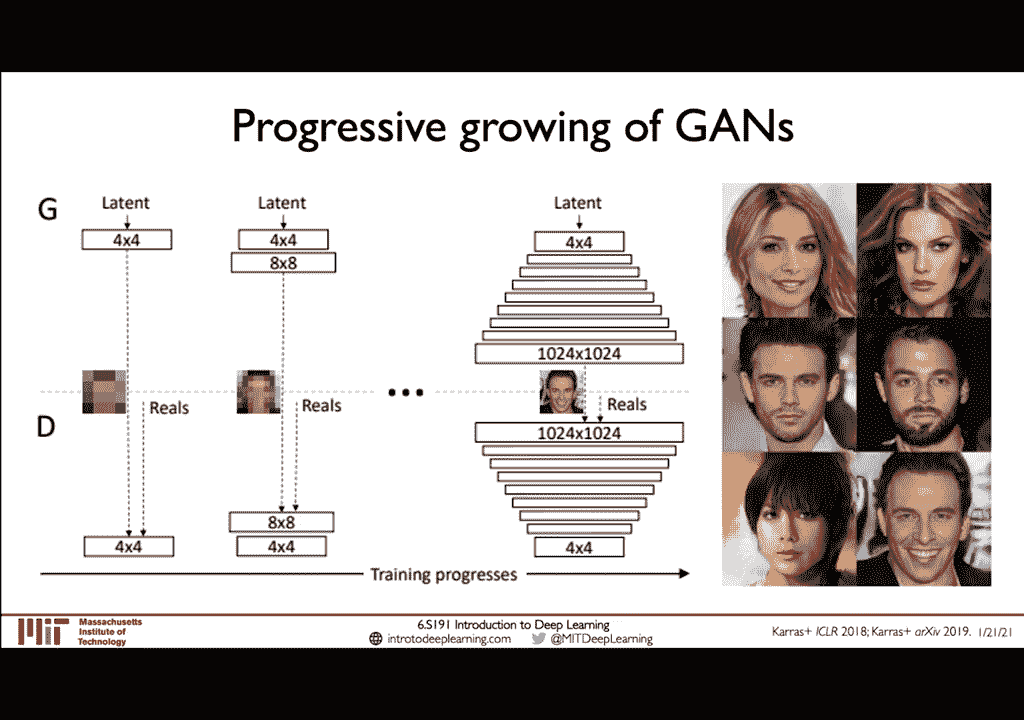 Progressive growing of GANs
G
Latent
4x4
Reals
D
4x4
Latent
4x4
8x8
Reals
8x8
4x4
...
Latent
4x4
1024x1024
Reals
1024x1024
4x4
Training progresses
Massachusetts
Institute of
Technology
6.S191 Introduction to Deep Learning
introtodeeplearning.com @MITDeepLearning
Karras+ ICLR 2018; Karras+ arXiv 2019. 1/21/21